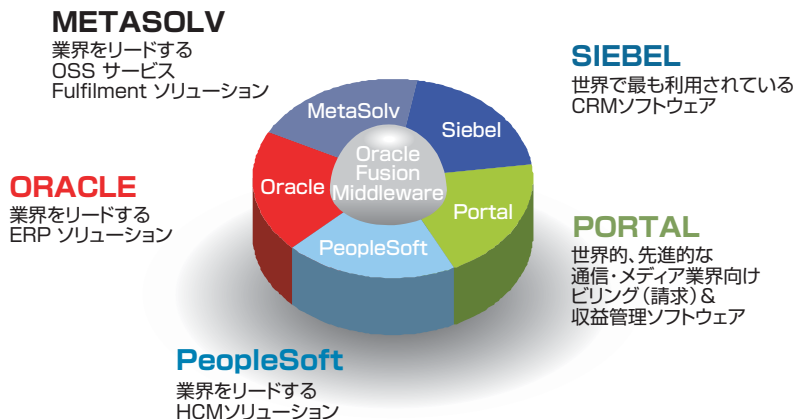 METASOLV
業界をリードする
OSS サービス
Fulfilment ソリューション
SIEBEL
世界で最も利用されている
CRMソフトウェア
MetaSolv
Siebel
Oracle
Fusion
Middleware
Oracle
Portal
PeopleSoft
ORACLE
業界をリードする
ERP ソリューション
PORTAL
世界的、先進的な
通信・メディア業界向け
ビリング（請求）＆
収益管理ソフトウェア
PeopleSoft
業界をリードする
HCMソリューション